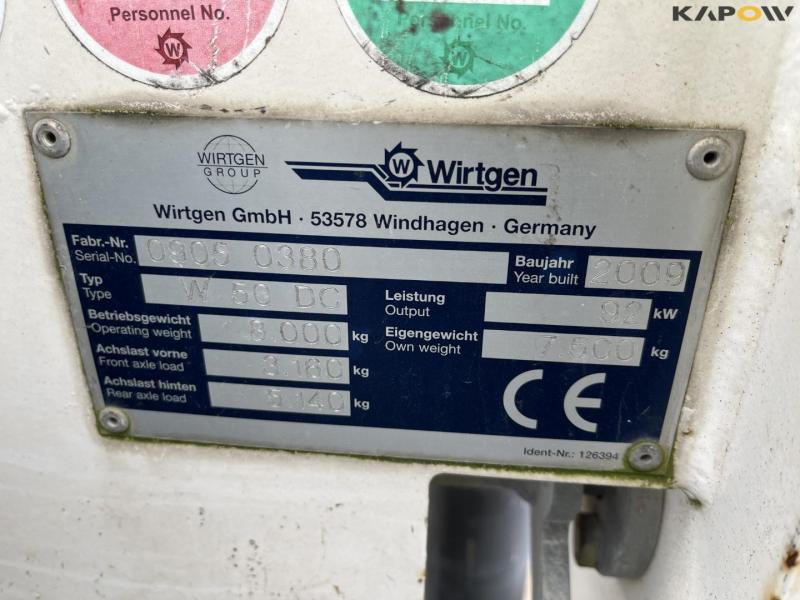 Personnel No.
Personnel No.
KAPOW
WIRTGEN
GROUP
W Wirtgen
Wirtgen GmbH · 53578 Windhagen · Germany
Fabr.-Nr.
Serial-No. 0905 0380
Baujahr
Year built 2009
Typ
Type W 50 DC
Leistung
Output 92 kW
Betriebsgewicht
Operating weight 8.000 kg
Eigengewicht
Own weight 7.500 kg
Achslast vorne
Front axle load 3.160 kg
Achslast hinten
Rear axle load 5.140 kg
CE
Ident-Nr.: 126394